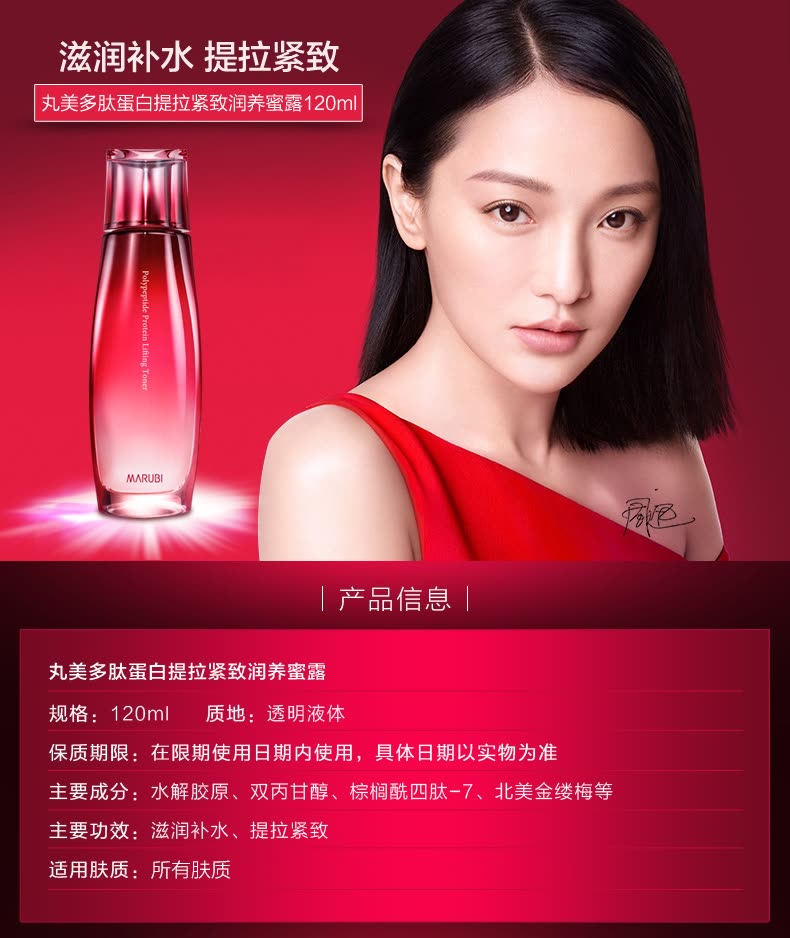 滋润补水 提拉紧致
丸美多肽蛋白提拉紧致润养蜜露120ml
Polypeptide Protein Lifting Toner
MARUBI
产品信息
丸美多肽蛋白提拉紧致润养蜜露
规格：120ml 质地：透明液体
保质期限：在限期使用日期内使用，具体日期以实物为准
主要成分：水解胶原、双丙甘醇、棕榈酰四肽-7、北美金缕梅等
主要功效：滋润补水、提拉紧致
适用肤质：所有肤质